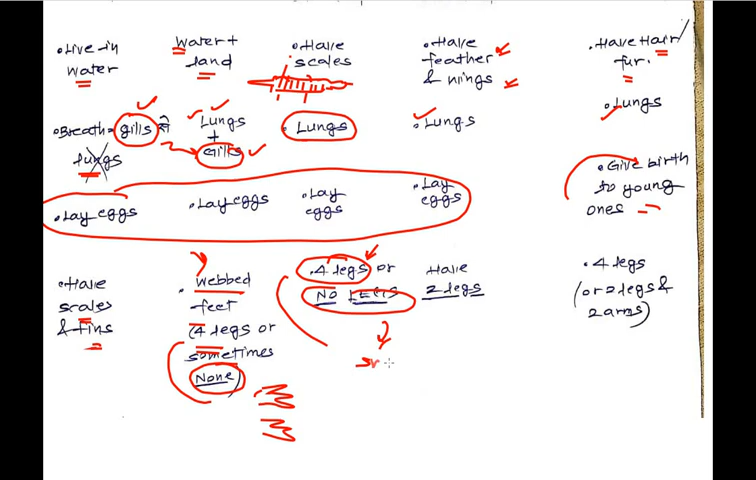 • Live in
water
Water +
land
• Have
scales
• Have
feather
& wings
• Have Hair/
fur.
• Breath = gills से
lungs
Lungs
+
Gills
• Lungs
• Lungs
• Lungs
• Lay eggs
• Lay eggs
• Lay
eggs
• Lay
eggs
• Give birth
to young
ones
• Have
scales
& fins
• webbed
feet
(4 legs or
sometimes
None)
• 4 legs or
NO LEGS
Have
2 legs
• 4 legs
(or 2 legs &
2 arms)